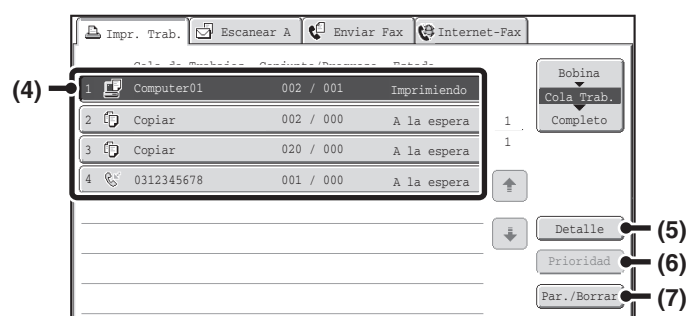 Impr. Trab. Escanear A Enviar Fax Internet-Fax
Cola de Trabajos Conjunto/Progreso Estado
Bobina
(4) 1 Computer01 002 / 001 Imprimiendo
Cola Trab.
2 Copiar 002 / 000 A la espera 1
Completo
3 Copiar 020 / 000 A la espera 1
4 0312345678 001 / 000 A la espera
Detalle (5)
Prioridad (6)
Par./Borrar (7)